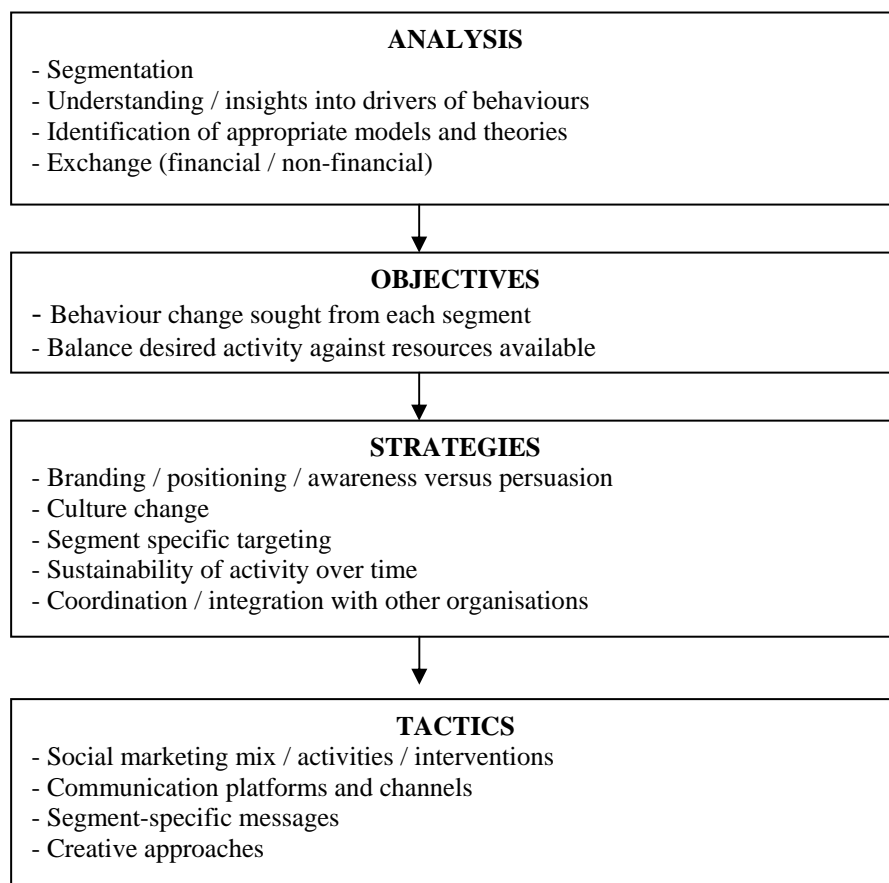 ANALYSIS
- Segmentation
- Understanding / insights into drivers of behaviours
- Identification of appropriate models and theories
- Exchange (financial / non-financial)
OBJECTIVES
- Behaviour change sought from each segment
- Balance desired activity against resources available
STRATEGIES
- Branding / positioning / awareness versus persuasion
- Culture change
- Segment specific targeting
- Sustainability of activity over time
- Coordination / integration with other organisations
TACTICS
- Social marketing mix / activities / interventions
- Communication platforms and channels
- Segment-specific messages
- Creative approaches